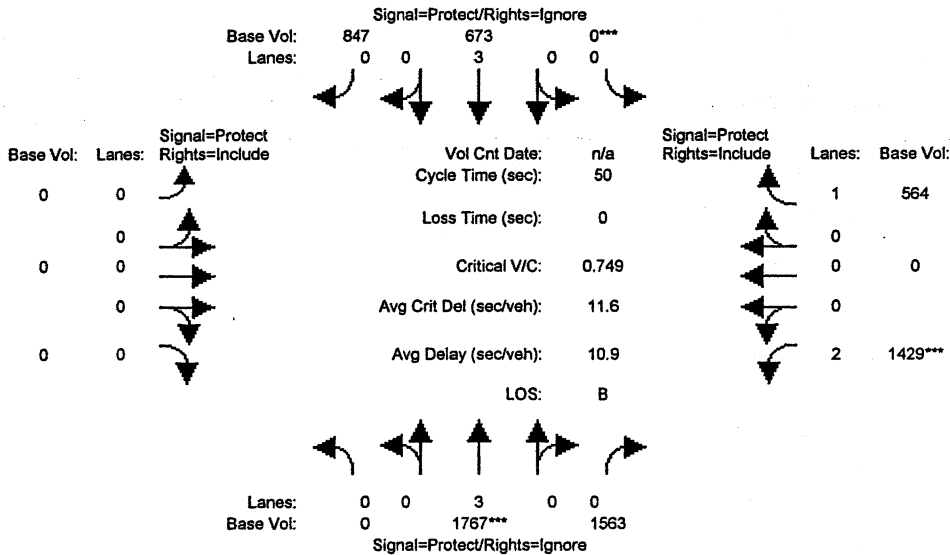 Signal=Protect/Rights=Ignore
Base Vol: 847 673 0***
Lanes: 0 0 3 0 0
Signal=Protect
Base Vol: Lanes: Rights=Include
0 0
0
0 0
0
0 0
Vol Cnt Date: n/a
Cycle Time (sec): 50
Loss Time (sec): 0
Critical V/C: 0.749
Avg Crit Del (sec/veh): 11.6
Avg Delay (sec/veh): 10.9
LOS: B
Signal=Protect
Rights=Include Lanes: Base Vol:
1 564
0
0 0
0
2 1429***
Lanes: 0 0 3 0 0
Base Vol: 0 1767*** 1563
Signal=Protect/Rights=Ignore